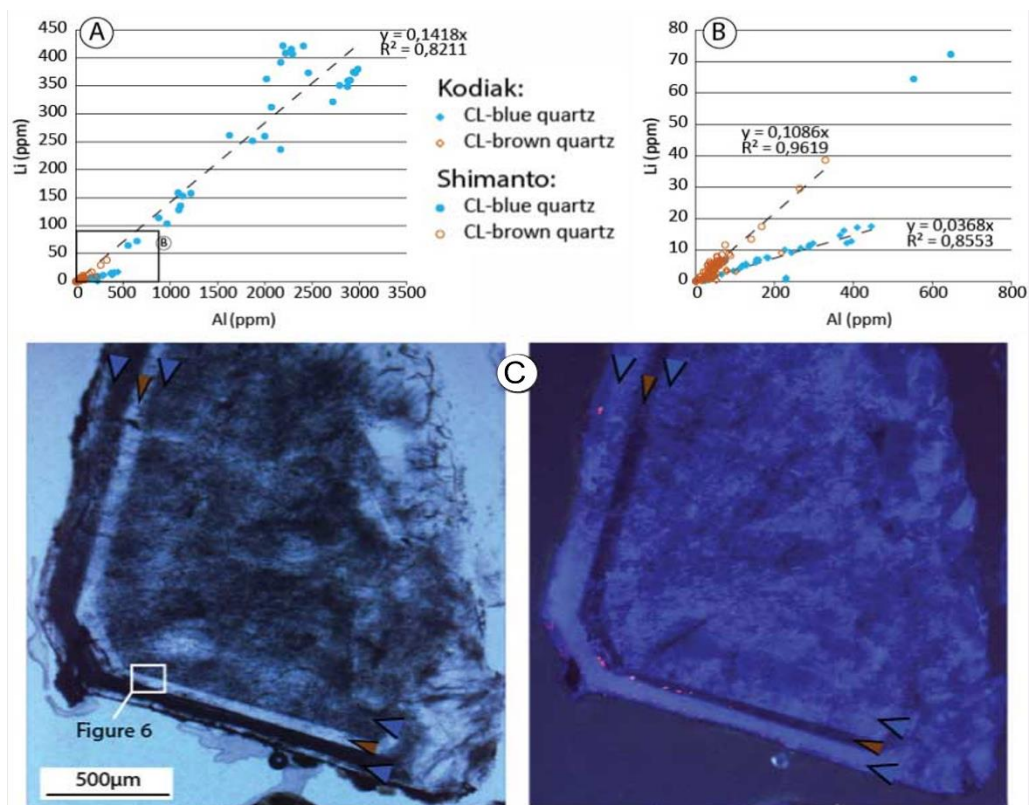 A
y = 0,1418x
R² = 0,8211
450
400
350
300
250
200
150
100
50
0
Li (ppm)
B
0
500
1000
1500
2000
2500
3000
3500
Al (ppm)
Kodiak:
CL-blue quartz
CL-brown quartz
Shimanto:
CL-blue quartz
CL-brown quartz
B
80
70
60
50
40
30
20
10
0
Li (ppm)
y = 0,1086x
R² = 0,9619
y = 0,0368x
R² = 0,8553
0
200
400
600
800
Al (ppm)
C
Figure 6
500µm